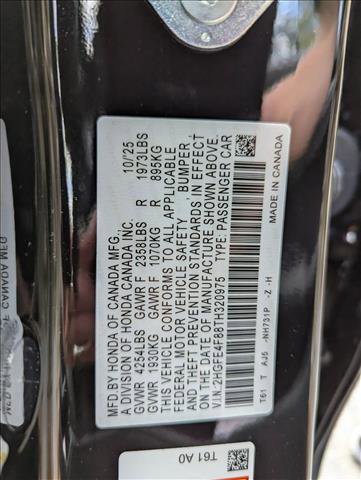 MFD BY HONDA OF CANADA MFG.
A DIVISION OF HONDA CANADA INC. 10/'25
GVWR 4254LBS GAWR F 2358LBS R 1973LBS
GVWR 1930KG GAWR F 1070KG R 895KG
THIS VEHICLE CONFORMS TO ALL APPLICABLE
FEDERAL MOTOR VEHICLE SAFETY , BUMPER,
AND THEFT PREVENTION STANDARDS IN EFFECT
ON THE DATE OF MANUFACTURE SHOWN ABOVE.
V.I.N.:2HGFE4F88TH320975 TYPE:PASSENGER CAR
T61 T AJ5 -NH731P -Z -H MADE IN CANADA
T61 A0
CANADA